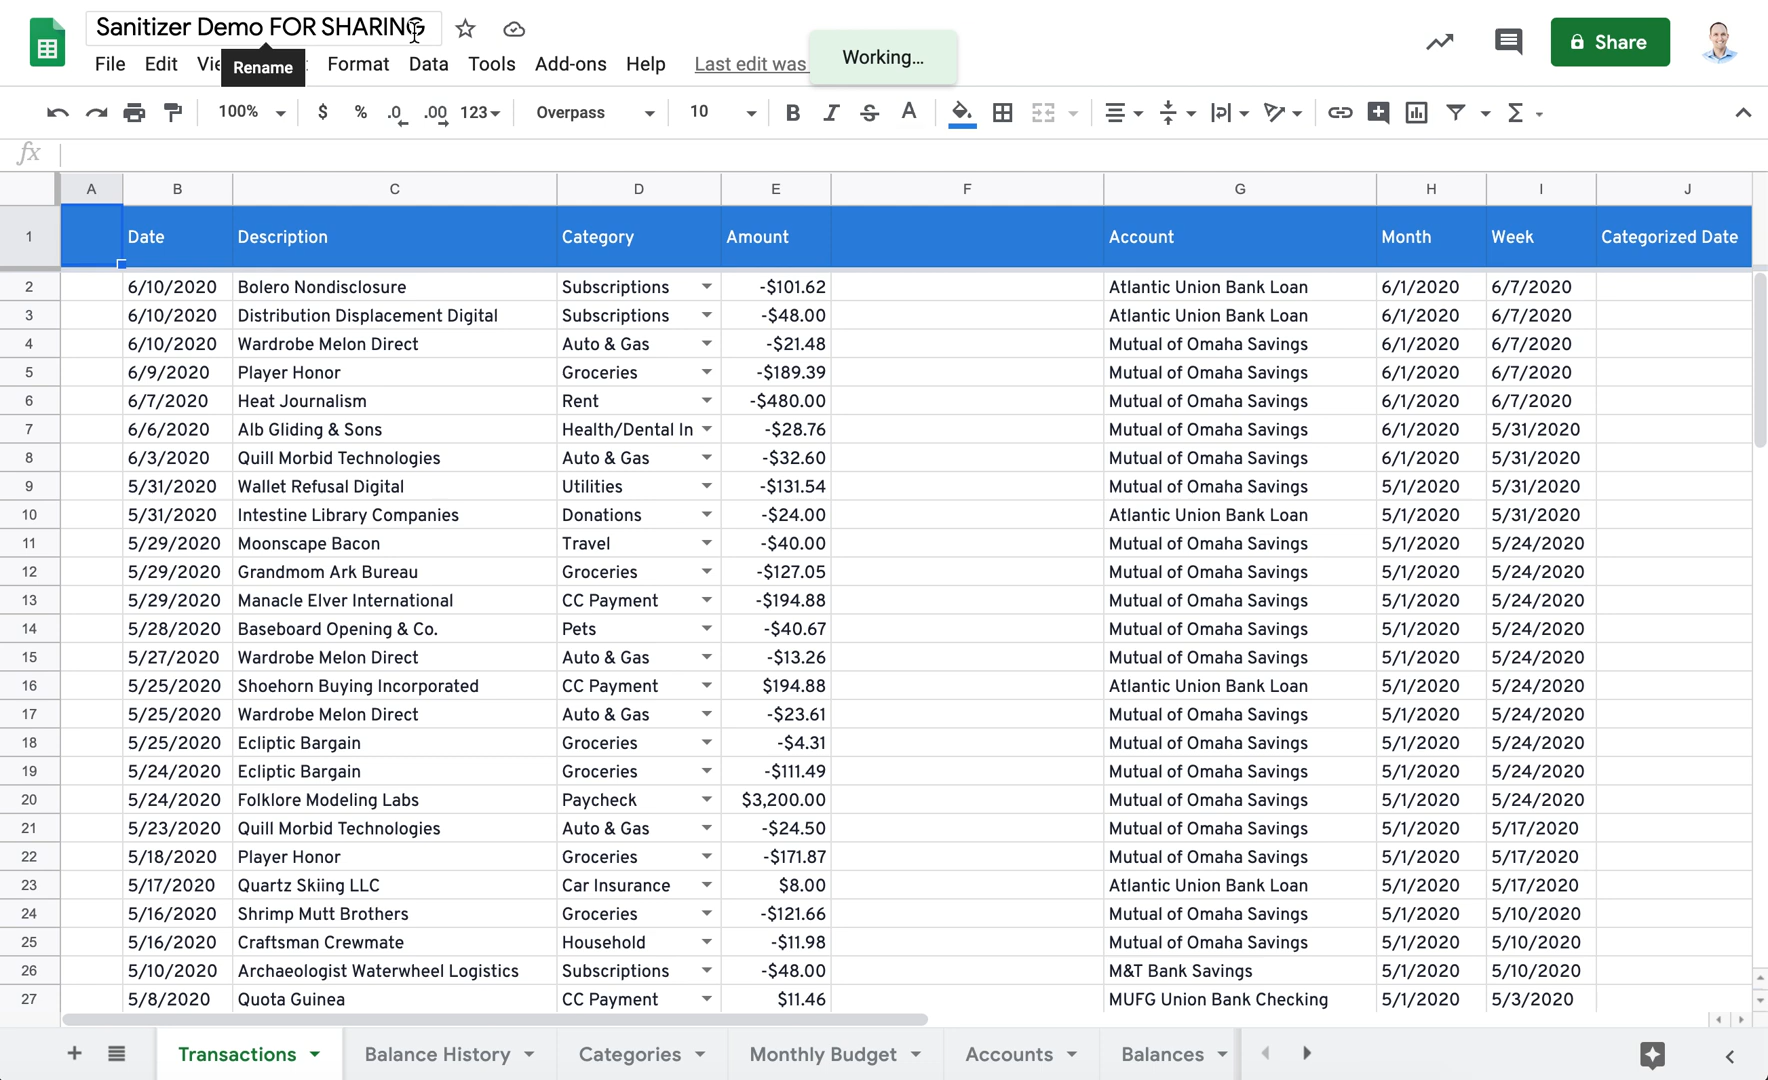 Sanitizer Demo FOR SHARING
File Edit Format Data Tools Add-ons Help Last edit was
Rename
Working...
Share
100% $ % .0 .00 123 Overpass 10 B I S A
fx
A B C D E F G H I J
1 Date Description Category Amount Account Month Week Categorized Date
2 6/10/2020 Bolero Nondisclosure Subscriptions -$101.62 Atlantic Union Bank Loan 6/1/2020 6/7/2020
3 6/10/2020 Distribution Displacement Digital Subscriptions -$48.00 Atlantic Union Bank Loan 6/1/2020 6/7/2020
4 6/10/2020 Wardrobe Melon Direct Auto & Gas -$21.48 Mutual of Omaha Savings 6/1/2020 6/7/2020
5 6/9/2020 Player Honor Groceries -$189.39 Mutual of Omaha Savings 6/1/2020 6/7/2020
6 6/7/2020 Heat Journalism Rent -$480.00 Mutual of Omaha Savings 6/1/2020 6/7/2020
7 6/6/2020 Alb Gliding & Sons Health/Dental In -$28.76 Mutual of Omaha Savings 6/1/2020 5/31/2020
8 6/3/2020 Quill Morbid Technologies Auto & Gas -$32.60 Mutual of Omaha Savings 6/1/2020 5/31/2020
9 5/31/2020 Wallet Refusal Digital Utilities -$131.54 Mutual of Omaha Savings 5/1/2020 5/31/2020
10 5/31/2020 Intestine Library Companies Donations -$24.00 Atlantic Union Bank Loan 5/1/2020 5/31/2020
11 5/29/2020 Moonscape Bacon Travel -$40.00 Mutual of Omaha Savings 5/1/2020 5/24/2020
12 5/29/2020 Grandmom Ark Bureau Groceries -$127.05 Mutual of Omaha Savings 5/1/2020 5/24/2020
13 5/29/2020 Manacle Elver International CC Payment -$194.88 Mutual of Omaha Savings 5/1/2020 5/24/2020
14 5/28/2020 Baseboard Opening & Co. Pets -$40.67 Mutual of Omaha Savings 5/1/2020 5/24/2020
15 5/27/2020 Wardrobe Melon Direct Auto & Gas -$13.26 Mutual of Omaha Savings 5/1/2020 5/24/2020
16 5/25/2020 Shoehorn Buying Incorporated CC Payment $194.88 Atlantic Union Bank Loan 5/1/2020 5/24/2020
17 5/25/2020 Wardrobe Melon Direct Auto & Gas -$23.61 Mutual of Omaha Savings 5/1/2020 5/24/2020
18 5/25/2020 Ecliptic Bargain Groceries -$4.31 Mutual of Omaha Savings 5/1/2020 5/24/2020
19 5/24/2020 Ecliptic Bargain Groceries -$111.49 Mutual of Omaha Savings 5/1/2020 5/24/2020
20 5/24/2020 Folklore Modeling Labs Paycheck $3,200.00 Mutual of Omaha Savings 5/1/2020 5/24/2020
21 5/23/2020 Quill Morbid Technologies Auto & Gas -$24.50 Mutual of Omaha Savings 5/1/2020 5/17/2020
22 5/18/2020 Player Honor Groceries -$171.87 Mutual of Omaha Savings 5/1/2020 5/17/2020
23 5/17/2020 Quartz Skiing LLC Car Insurance $8.00 Atlantic Union Bank Loan 5/1/2020 5/17/2020
24 5/16/2020 Shrimp Mutt Brothers Groceries -$121.66 Mutual of Omaha Savings 5/1/2020 5/10/2020
25 5/16/2020 Craftsman Crewmate Household -$11.98 Mutual of Omaha Savings 5/1/2020 5/10/2020
26 5/10/2020 Archaeologist Waterwheel Logistics Subscriptions -$48.00 M&T Bank Savings 5/1/2020 5/10/2020
27 5/8/2020 Quota Guinea CC Payment $11.46 MUFG Union Bank Checking 5/1/2020 5/3/2020
Transactions Balance History Categories Monthly Budget Accounts Balances